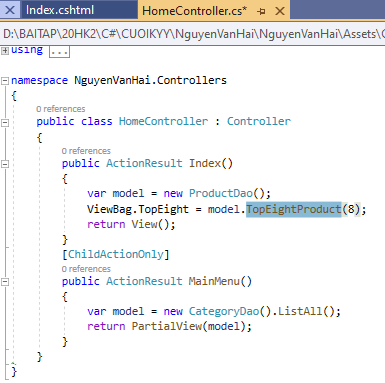 Index.cshtml HomeController.cs*
D:\BAITAP\20HK2\C#\CUOIKYY\NguyenVanHai\NguyenVanHai\Assets\C
using ...
namespace NguyenVanHai.Controllers
{
0 references
public class HomeController : Controller
{
0 references
public ActionResult Index()
{
var model = new ProductDao();
ViewBag.TopEight = model.TopEightProduct(8);
return View();
}
[ChildActionOnly]
0 references
public ActionResult MainMenu()
{
var model = new CategoryDao().ListAll();
return PartialView(model);
}
}
}